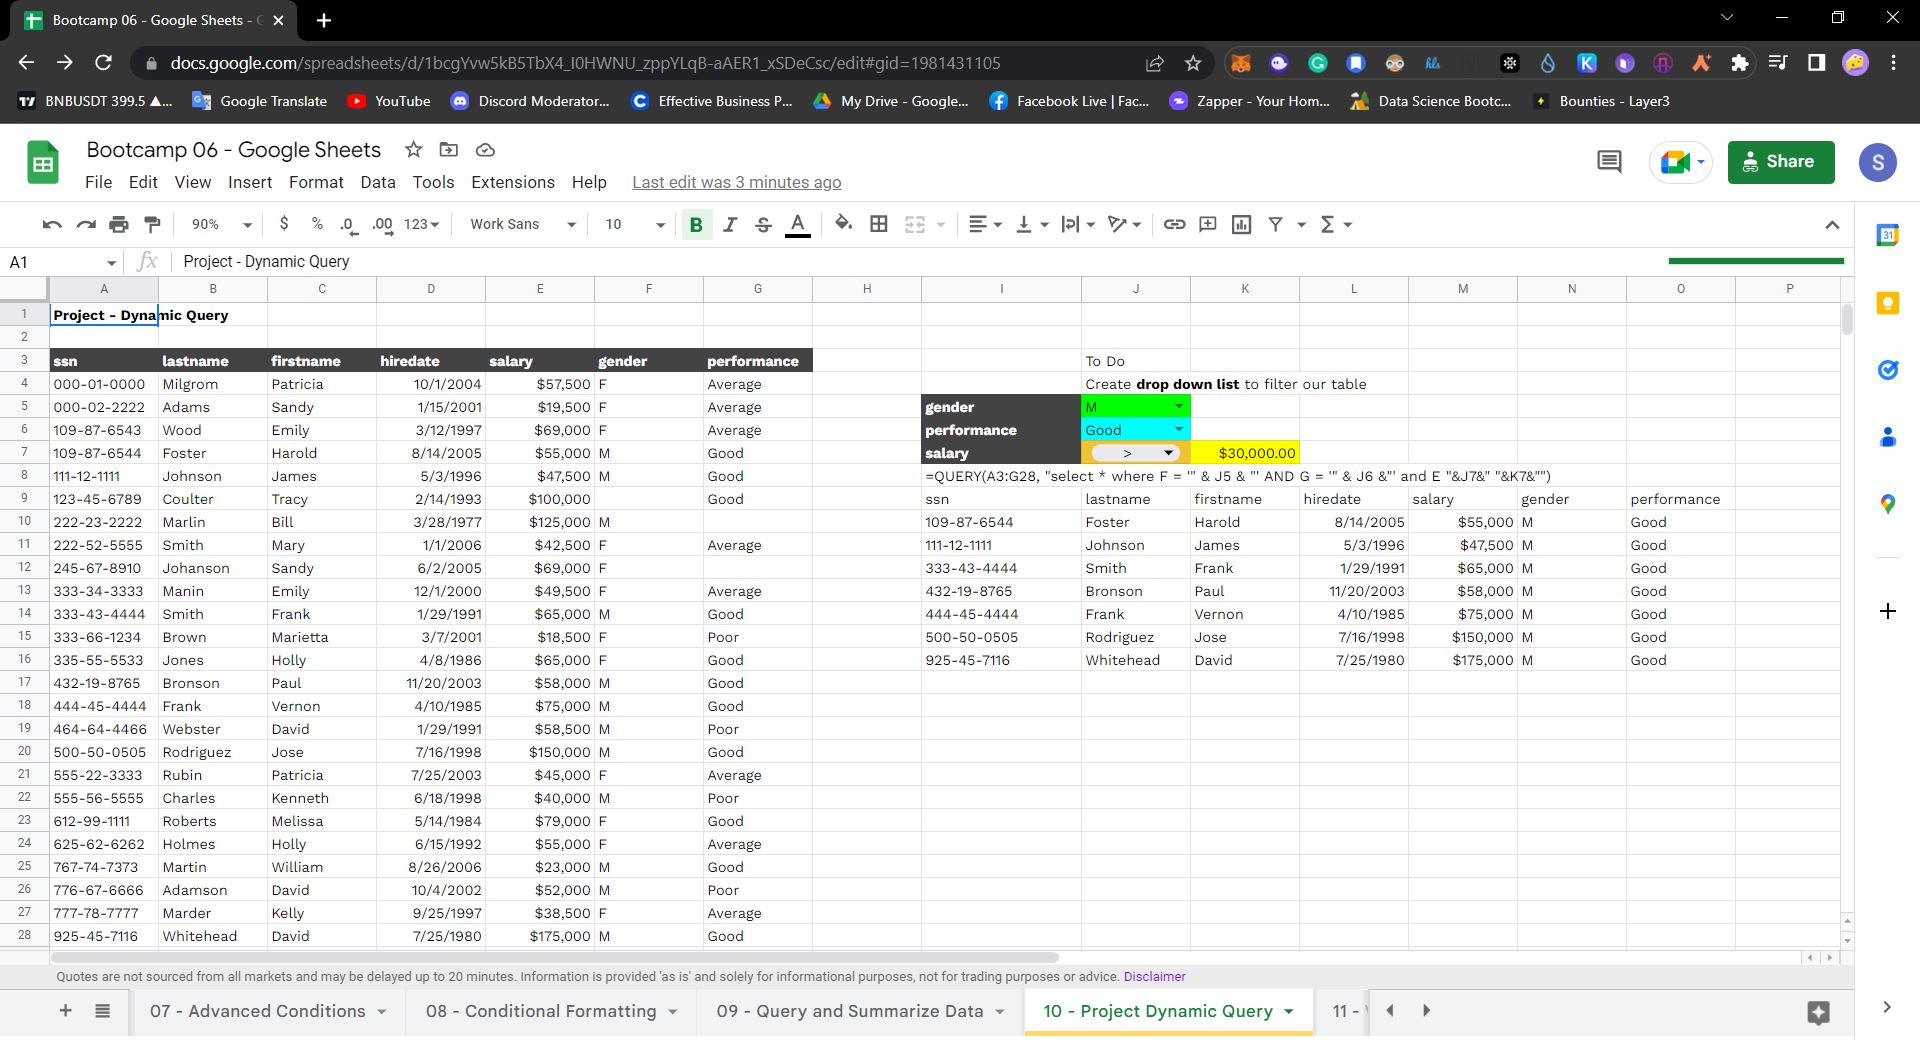 Bootcamp 06 - Google Sheets -
BNBUSDT 399.5 ▲... Google Translate YouTube Discord Moderator... Effective Business P... My Drive - Google... Facebook Live | Fac... Zapper - Your Hom... Data Science Bootc... Bounties - Layer3
Bootcamp 06 - Google Sheets
File Edit View Insert Format Data Tools Extensions Help Last edit was 3 minutes ago
Share
S
90% $ % .0 .00 123 Work Sans 10 B I S A Σ
31
A1 fx Project - Dynamic Query
A B C D E F G H I J K L M N O P
1 Project - Dynamic Query
2
3 ssn lastname firstname hiredate salary gender performance To Do
4 000-01-0000 Milgrom Patricia 10/1/2004 $57,500 F Average Create drop down list to filter our table
5 000-02-2222 Adams Sandy 1/15/2001 $19,500 F Average gender M
6 109-87-6543 Wood Emily 3/12/1997 $69,000 F Average performance Good
7 109-87-6544 Foster Harold 8/14/2005 $55,000 M Good salary > $30,000.00
8 111-12-1111 Johnson James 5/3/1996 $47,500 M Good =QUERY(A3:G28, "select * where F = '" & J5 & "' AND G = '" & J6 &"' and E "&J7&" "&K7&"")
9 123-45-6789 Coulter Tracy 2/14/1993 $100,000 Good ssn lastname firstname hiredate salary gender performance
10 222-23-2222 Marlin Bill 3/28/1977 $125,000 M 109-87-6544 Foster Harold 8/14/2005 $55,000 M Good
11 222-52-5555 Smith Mary 1/1/2006 $42,500 F Average 111-12-1111 Johnson James 5/3/1996 $47,500 M Good
12 245-67-8910 Johanson Sandy 6/2/2005 $69,000 F 333-43-4444 Smith Frank 1/29/1991 $65,000 M Good
13 333-34-3333 Manin Emily 12/1/2000 $49,500 F Average 432-19-8765 Bronson Paul 11/20/2003 $58,000 M Good
14 333-43-4444 Smith Frank 1/29/1991 $65,000 M Good 444-45-4444 Frank Vernon 4/10/1985 $75,000 M Good
15 333-66-1234 Brown Marietta 3/7/2001 $18,500 F Poor 500-50-0505 Rodriguez Jose 7/16/1998 $150,000 M Good
16 335-55-5533 Jones Holly 4/8/1986 $65,000 F Good 925-45-7116 Whitehead David 7/25/1980 $175,000 M Good
17 432-19-8765 Bronson Paul 11/20/2003 $58,000 M Good
18 444-45-4444 Frank Vernon 4/10/1985 $75,000 M Good
19 464-64-4466 Webster David 1/29/1991 $58,500 M Poor
20 500-50-0505 Rodriguez Jose 7/16/1998 $150,000 M Good
21 555-22-3333 Rubin Patricia 7/25/2003 $45,000 F Average
22 555-56-5555 Charles Kenneth 6/18/1998 $40,000 M Poor
23 612-99-1111 Roberts Melissa 5/14/1984 $79,000 F Good
24 625-62-6262 Holmes Holly 6/15/1992 $55,000 F Average
25 767-74-7373 Martin William 8/26/2006 $23,000 M Good
26 776-67-6666 Adamson David 10/4/2002 $52,000 M Poor
27 777-78-7777 Marder Kelly 9/25/1997 $38,500 F Average
28 925-45-7116 Whitehead David 7/25/1980 $175,000 M Good
Quotes are not sourced from all markets and may be delayed up to 20 minutes. Information is provided 'as is' and solely for informational purposes, not for trading purposes or advice. Disclaimer
07 - Advanced Conditions 08 - Conditional Formatting 09 - Query and Summarize Data 10 - Project Dynamic Query 11 -